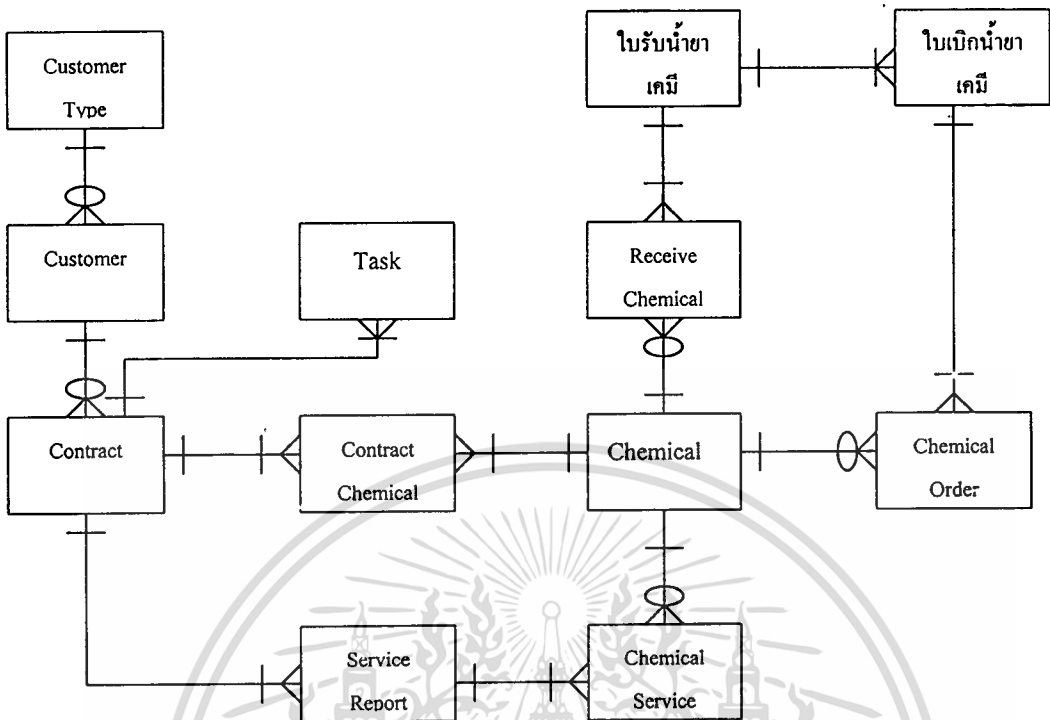 Customer
Type
ใบรับน้ำยา
เคมี
ใบเบิกน้ำยา
เคมี
Customer
Task
Receive
Chemical
Contract
Contract
Chemical
Chemical
Chemical
Order
Service
Report
Chemical
Service